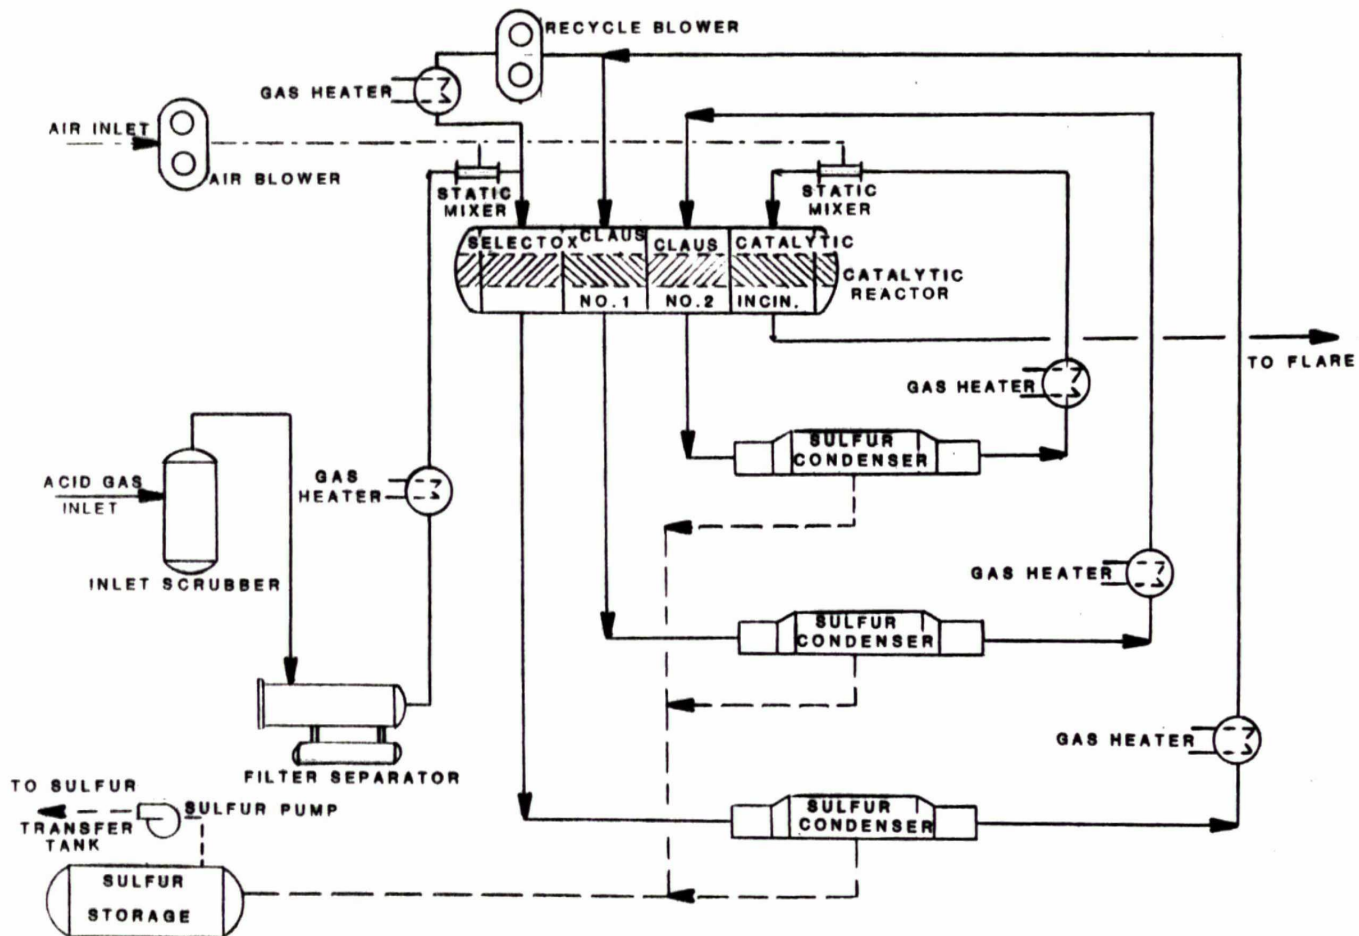 RECYCLE BLOWER
GAS HEATER
AIR INLET
AIR BLOWER
STATIC
MIXER
STATIC
MIXER
SELECTOX
CLAUS
CLAUS
CATALYTIC
NO. 1
NO. 2
INCIN.
CATALYTIC
REACTOR
TO FLARE
GAS HEATER
SULFUR
CONDENSER
ACID GAS
INLET
GAS
HEATER
INLET SCRUBBER
GAS HEATER
SULFUR
CONDENSER
GAS HEATER
FILTER SEPARATOR
TO SULFUR
TRANSFER
TANK
SULFUR PUMP
SULFUR
CONDENSER
SULFUR
STORAGE